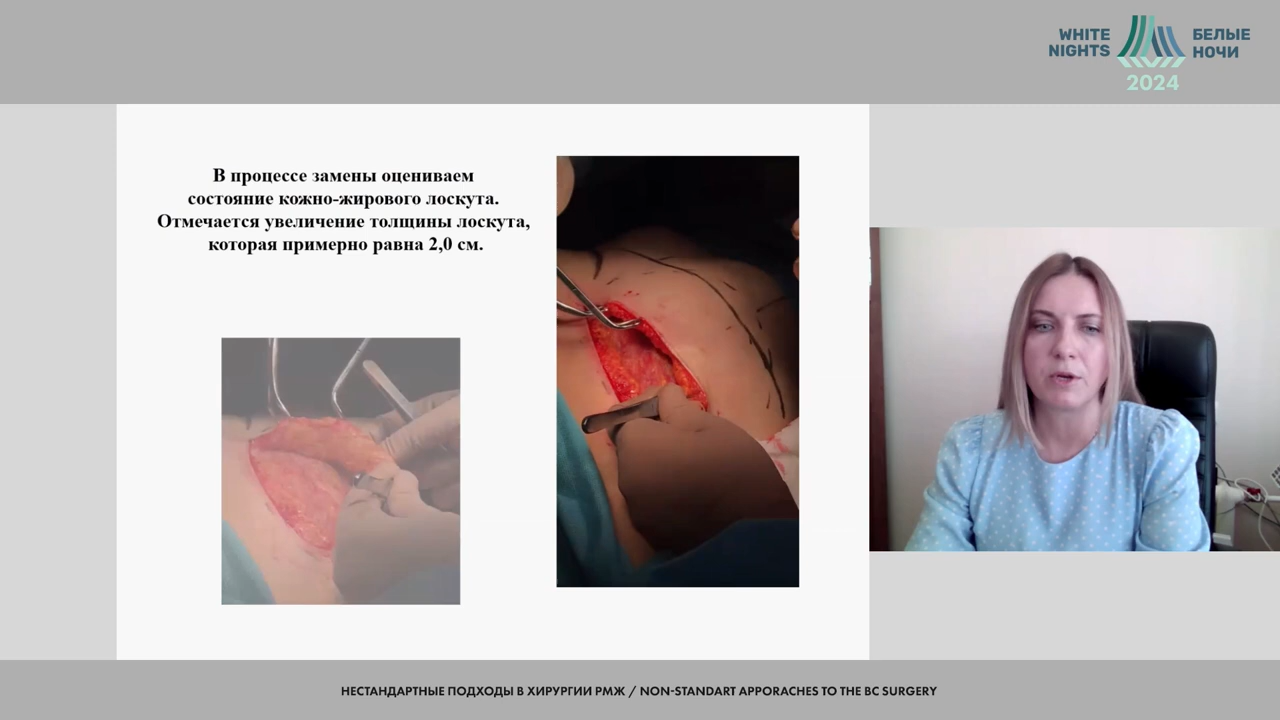 WHITE
NIGHTS
БЕЛЫЕ
НОЧИ
2024
В процессе замены оцениваем
состояние кожно-жирового лоскута.
Отмечается увеличение толщины лоскута,
которая примерно равна 2,0 см.
НЕСТАНДАРТНЫЕ ПОДХОДЫ В ХИРУРГИИ РМЖ / NON-STANDART APPORACHES TO THE BC SURGERY